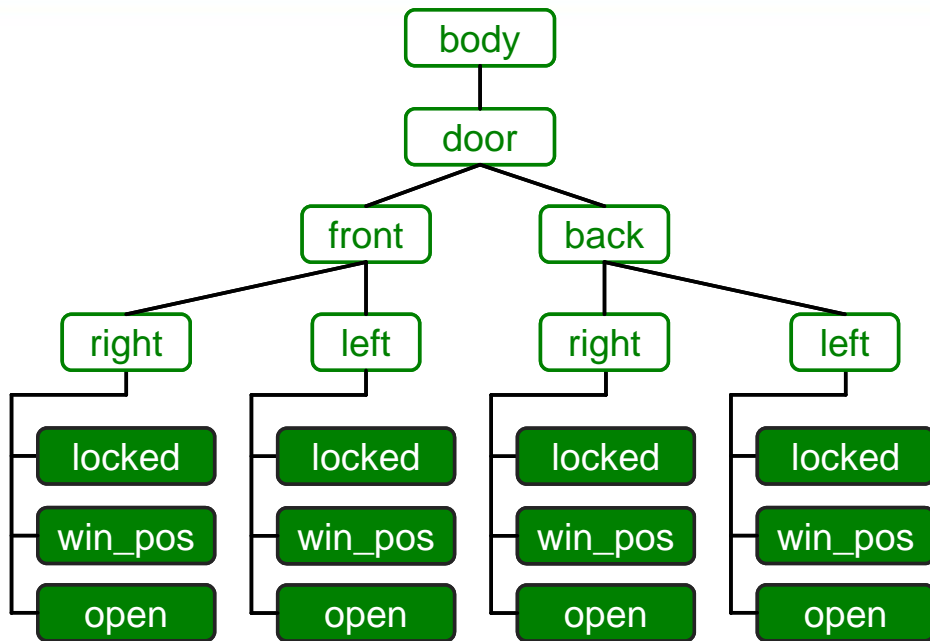 body
door
front back
right left right left
locked locked locked locked
win_pos win_pos win_pos win_pos
open open open open